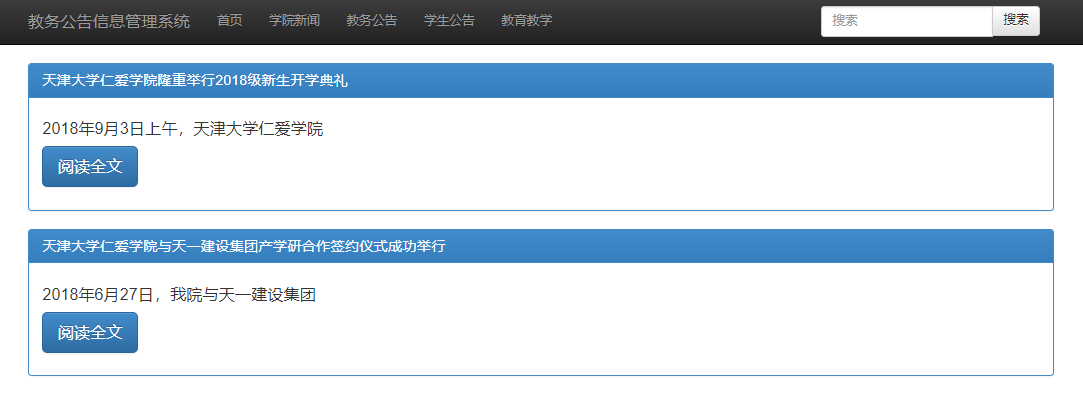 教务公告信息管理系统 首页 学院新闻 教务公告 学生公告 教育教学 搜索 搜索
天津大学仁爱学院隆重举行2018级新生开学典礼
2018年9月3日上午，天津大学仁爱学院
阅读全文
天津大学仁爱学院与天一建设集团产学研合作签约仪式成功举行
2018年6月27日，我院与天一建设集团
阅读全文